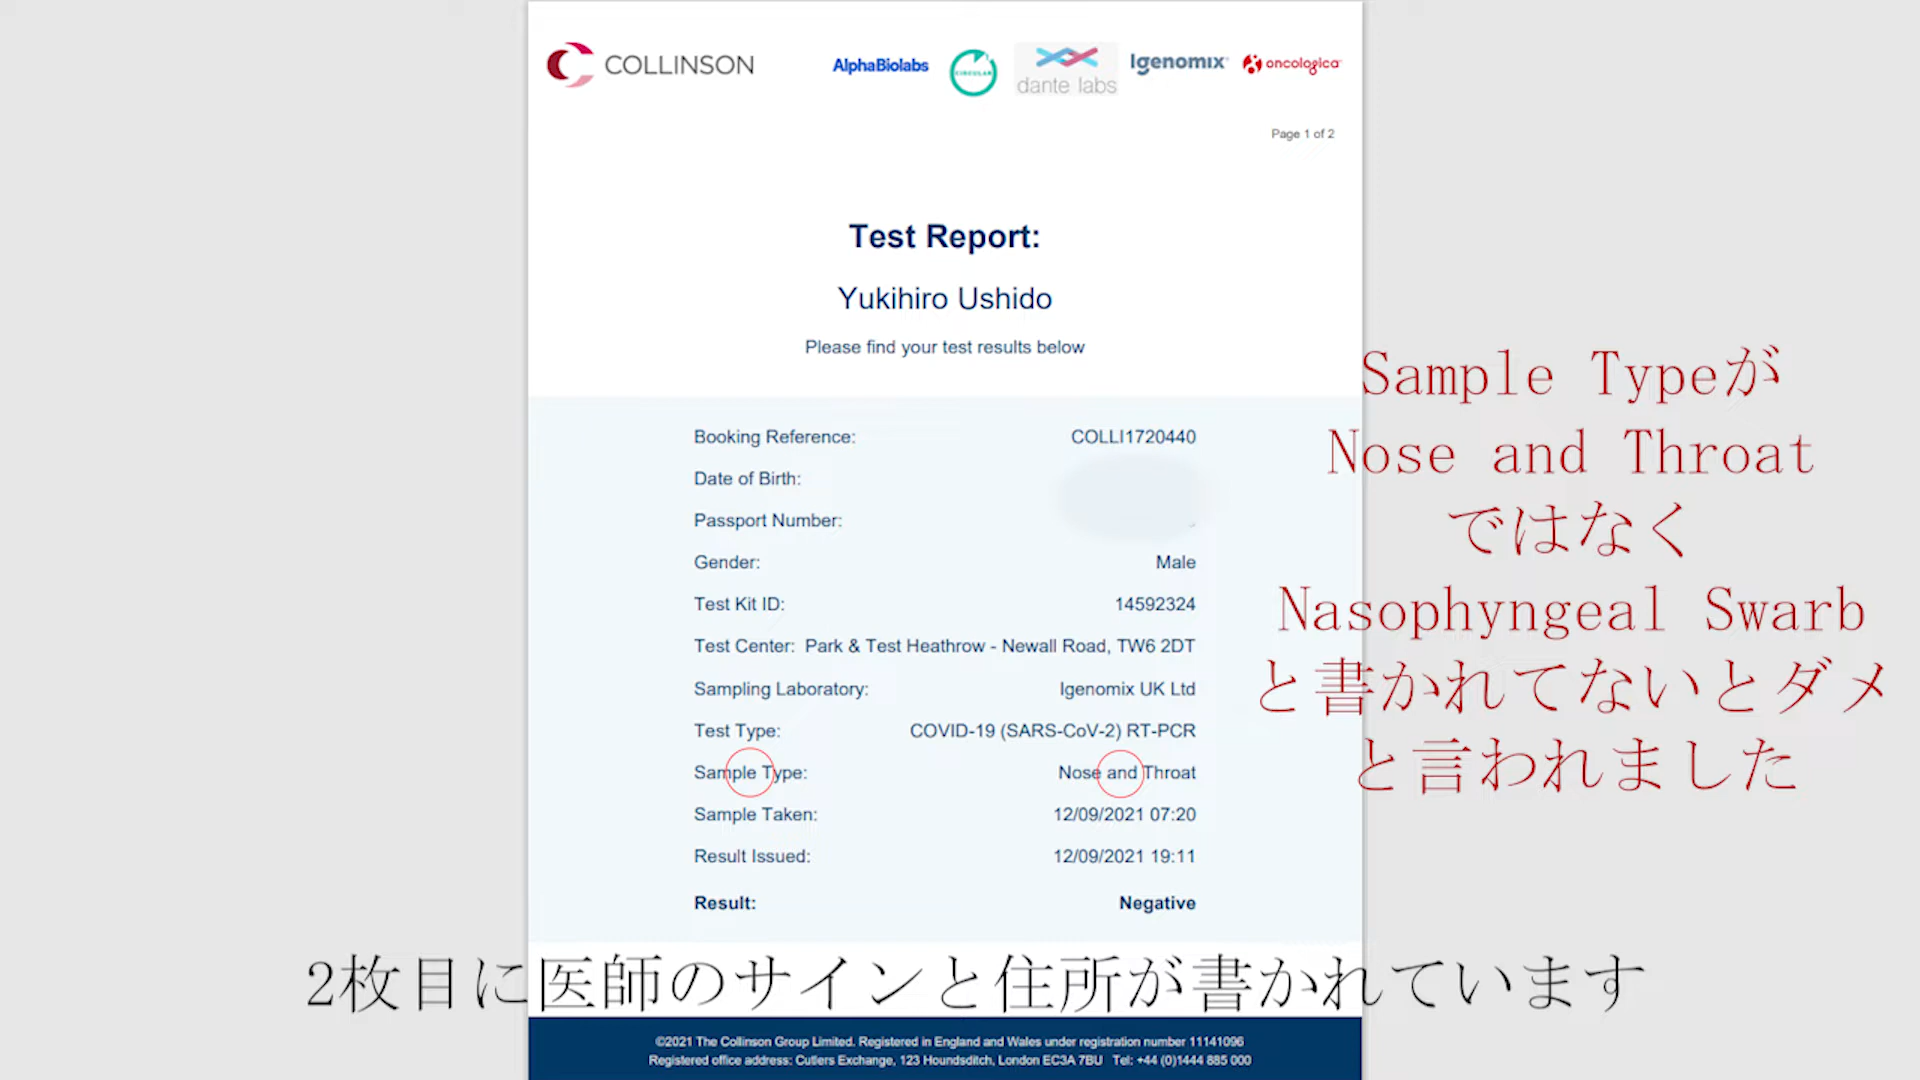 COLLINSON
AlphaBiolabs
CIRCULAR
dante labs
Igenomix
oncologica
Page 1 of 2
Test Report:
Yukihiro Ushido
Please find your test results below
Booking Reference: COLLI1720440
Date of Birth:
Passport Number:
Gender: Male
Test Kit ID: 14592324
Test Center: Park & Test Heathrow - Newall Road, TW6 2DT
Sampling Laboratory: Igenomix UK Ltd
Test Type: COVID-19 (SARS-CoV-2) RT-PCR
Sample Type: Nose and Throat
Sample Taken: 12/09/2021 07:20
Result Issued: 12/09/2021 19:11
Result: Negative
Sample Typeが
Nose and Throat
ではなく
Nasophyngeal Swarb
と書かれてないとダメ
と言われました
2枚目に医師のサインと住所が書かれています
©2021 The Collinson Group Limited. Registered in England and Wales under registration number 11141096
Registered office address: Cutlers Exchange, 123 Houndsditch, London EC3A 7BU Tel: +44 (0)1444 885 000